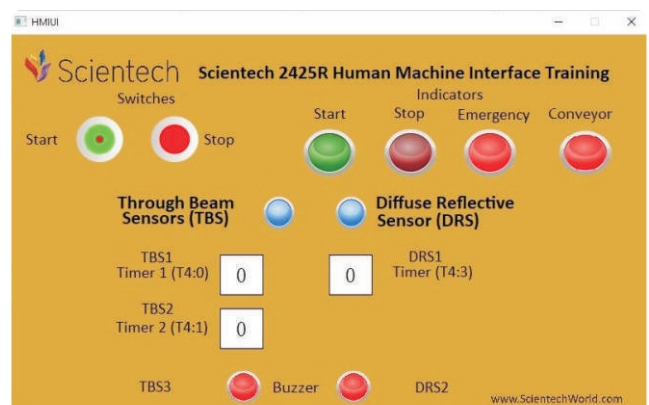 HMIUI
Scientech Scientech 2425R Human Machine Interface Training
Switches
Indicators
Start
Stop
Start
Stop
Emergency
Conveyor
Through Beam
Sensors (TBS)
Diffuse Reflective
Sensor (DRS)
TBS1
Timer 1 (T4:0)
0
0
DRS1
Timer (T4:3)
TBS2
Timer 2 (T4:1)
0
TBS3
Buzzer
DRS2
www.ScientechWorld.com